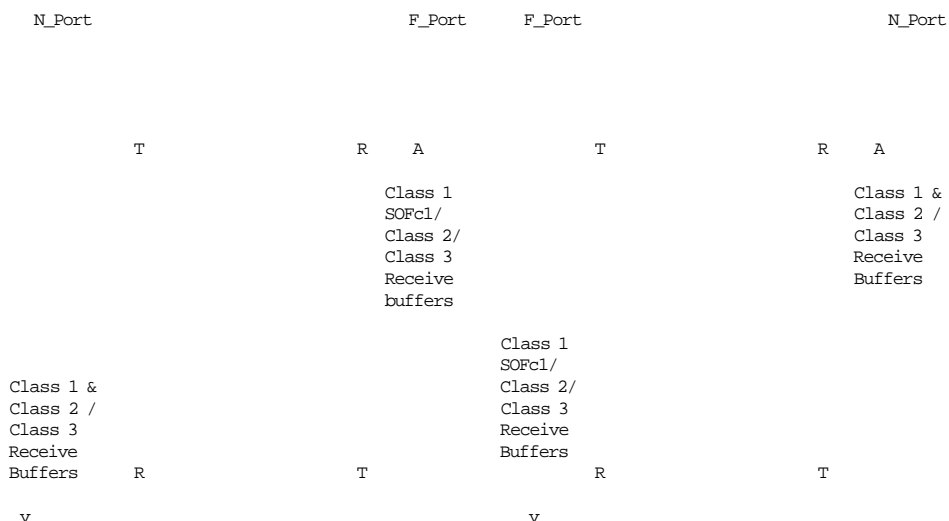 N_Port F_Port F_Port N_Port
T R A T R A
Class 1
SOFc1/
Class 2/
Class 3
Receive
buffers
Class 1 &
Class 2 /
Class 3
Receive
Buffers
Class 1
SOFc1/
Class 2/
Class 3
Receive
Buffers
Class 1 &
Class 2 /
Class 3
Receive
Buffers
R T R T
V V